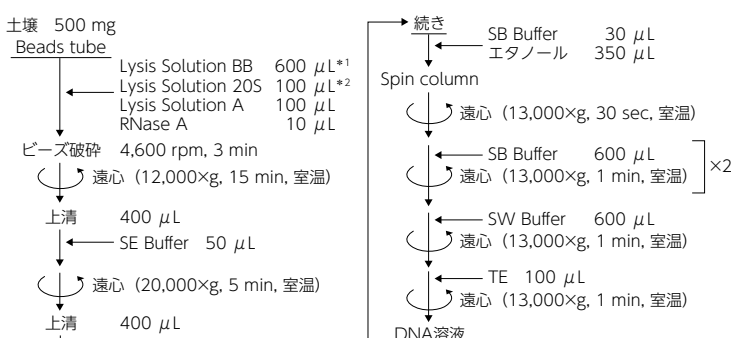 土壌 500 mg
Beads tube
Lysis Solution BB 600 μL*1
Lysis Solution 20S 100 μL*2
Lysis Solution A 100 μL
RNase A 10 μL
ビーズ破砕 4,600 rpm, 3 min
遠心 (12,000×g, 15 min, 室温)
上清 400 μL
SE Buffer 50 μL
遠心 (20,000×g, 5 min, 室温)
上清 400 μL
続き
SB Buffer 30 μL
エタノール 350 μL
Spin column
遠心 (13,000×g, 30 sec, 室温)
SB Buffer 600 μL
遠心 (13,000×g, 1 min, 室温)
×2
SW Buffer 600 μL
遠心 (13,000×g, 1 min, 室温)
TE 100 μL
遠心 (13,000×g, 1 min, 室温)
DNA溶液